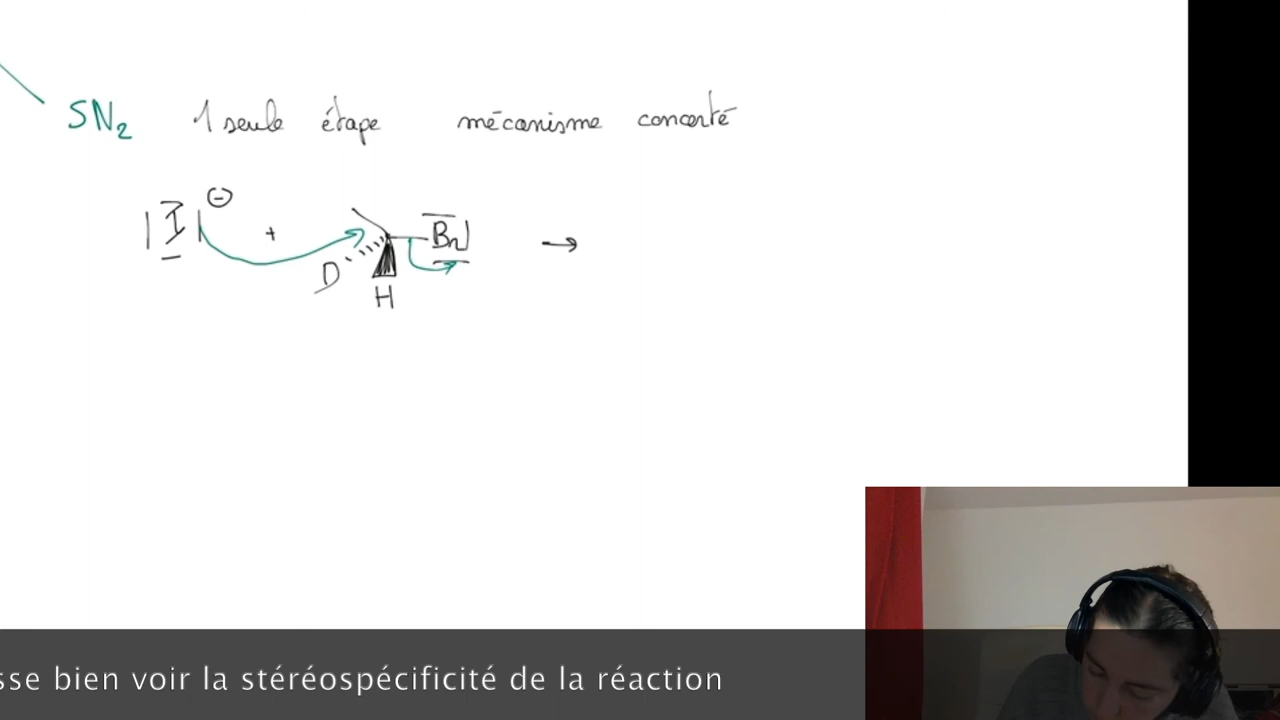 SN₂ 1 seule étape mécanisme concerté
|I| ⊖ + Br →
D
H
sse bien voir la stéréospécificité de la réaction